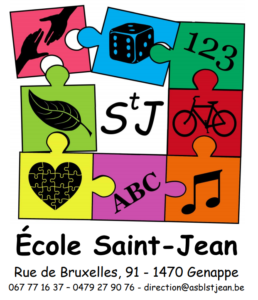 123
StJ
ABC
École Saint-Jean
Rue de Bruxelles, 91 - 1470 Genappe
067 77 16 37 - 0479 27 90 76 - direction@asblstjean.be